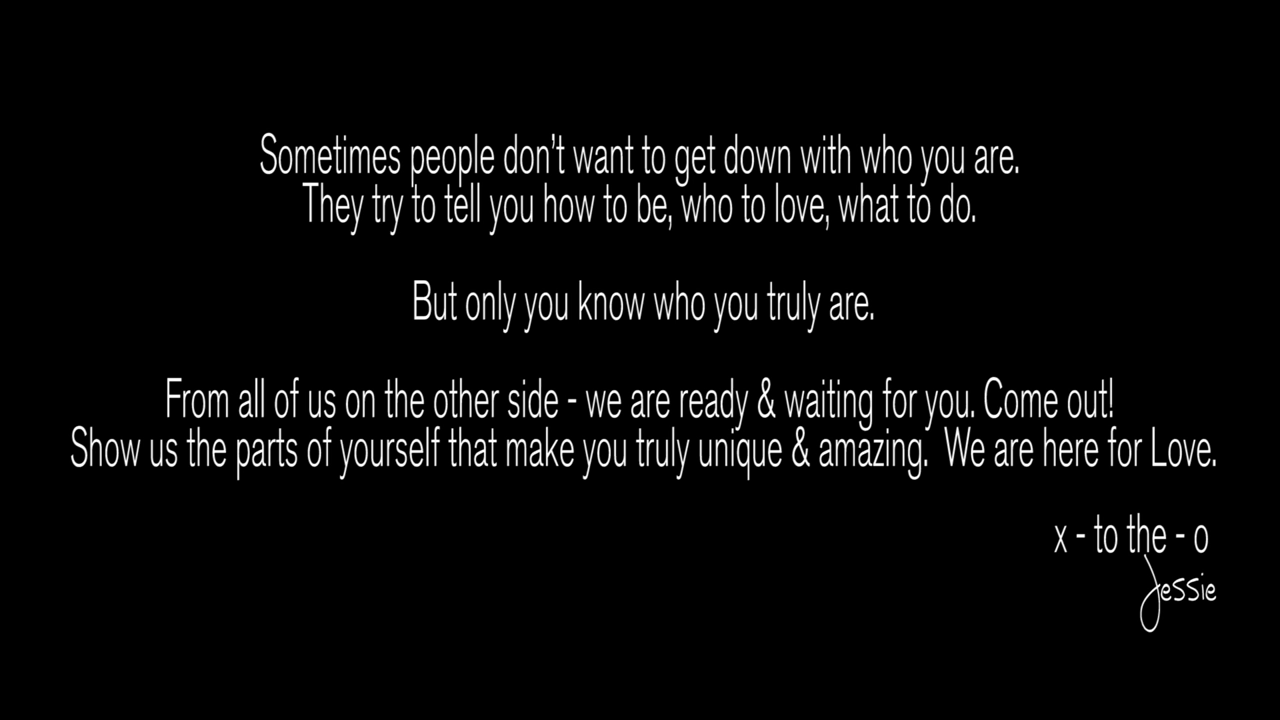 Sometimes people don't want to get down with who you are.
They try to tell you how to be, who to love, what to do.
But only you know who you truly are.
From all of us on the other side - we are ready & waiting for you. Come out!
Show us the parts of yourself that make you truly unique & amazing.  We are here for Love.
x - to the - o
Jessie